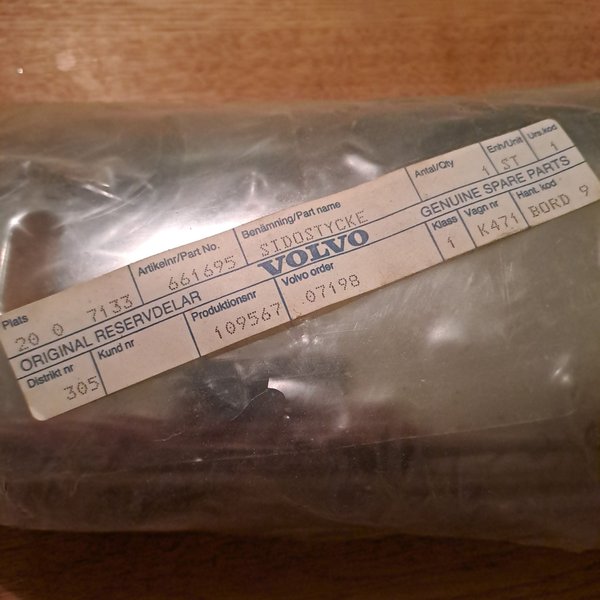 Plats Artikelnr/Part No. Benämning/Part name Antal/Qty Enh/Unit Urs.kod
20 0 7133 661695 SIDOSTYCKE 1 ST 1
ORIGINAL RESERVDELAR VOLVO GENUINE SPARE PARTS
Distrikt nr Kund nr Produktionsnr Volvo order Klass Vagn nr Hant. kod
305 109567 07198 1 K471 BORD 9